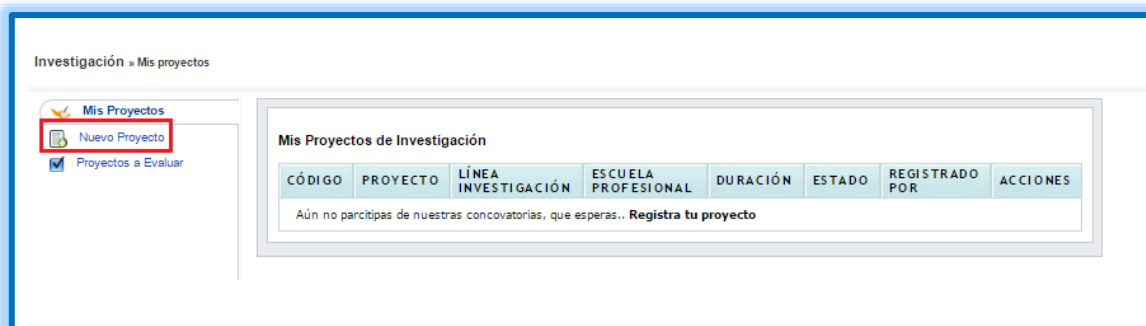 Investigación » Mis proyectos
Mis Proyectos
Nuevo Proyecto
Proyectos a Evaluar
Mis Proyectos de Investigación
CÓDIGO PROYECTO LÍNEA INVESTIGACIÓN ESCUELA PROFESIONAL DURACIÓN ESTADO REGISTRADO POR ACCIONES
Aún no parcitipas de nuestras concovatorias, que esperas.. Registra tu proyecto